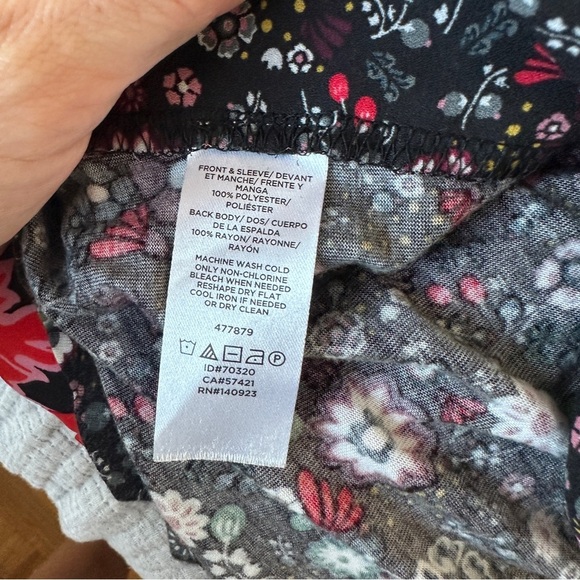 FRONT & SLEEVE/ DEVANT
ET MANCHE/ FRENTE Y
MANGA
100% POLYESTER/
POLIÉSTER
BACK BODY/ DOS/ CUERPO
DE LA ESPALDA
100% RAYON/ RAYONNE/
RAYÓN
MACHINE WASH COLD
ONLY NON-CHLORINE
BLEACH WHEN NEEDED
RESHAPE DRY FLAT
COOL IRON IF NEEDED
OR DRY CLEAN
477879
P
ID#70320
CA#57421
RN#140923